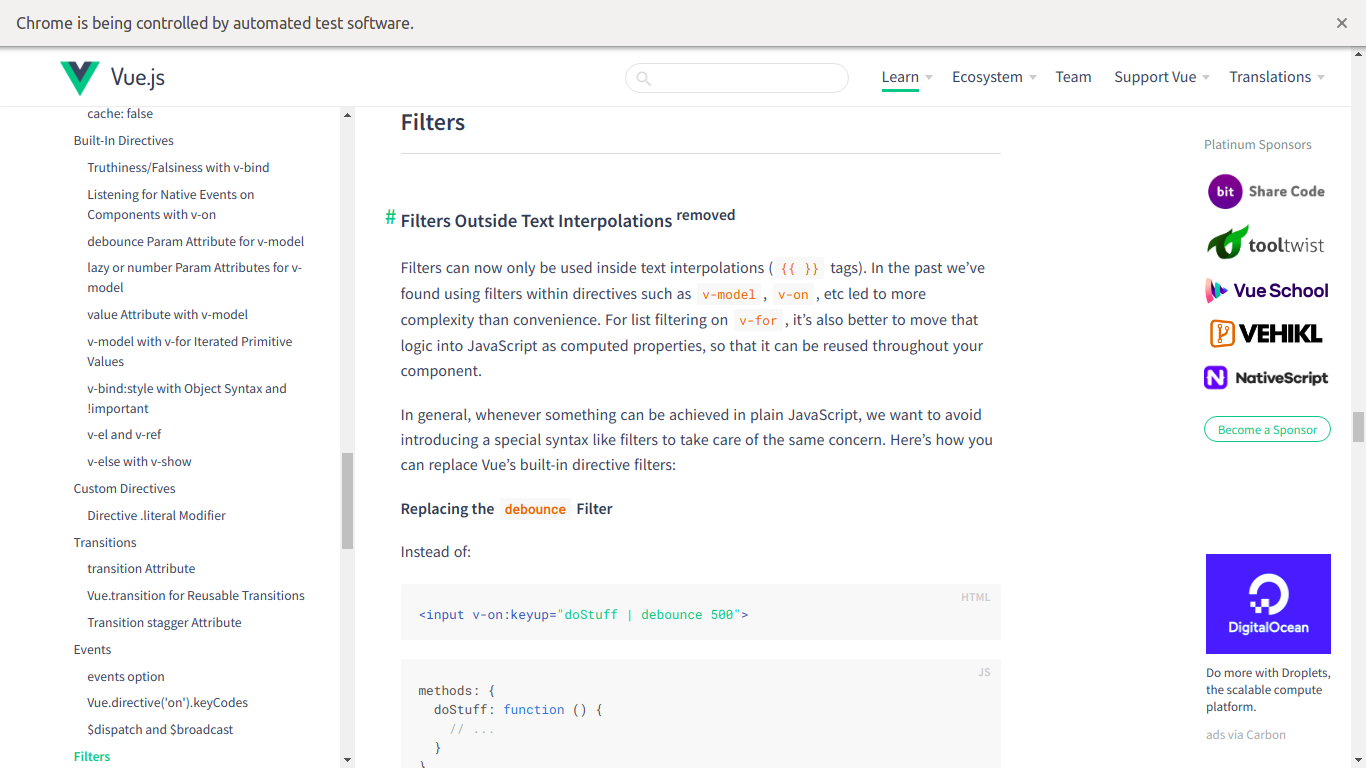 Chrome is being controlled by automated test software.
Vue.js
Learn
Ecosystem
Team
Support Vue
Translations
cache: false
Built-In Directives
Truthiness/Falsiness with v-bind
Listening for Native Events on
Components with v-on
debounce Param Attribute for v-model
lazy or number Param Attributes for v-
model
value Attribute with v-model
v-model with v-for Iterated Primitive
Values
v-bind:style with Object Syntax and
!important
v-el and v-ref
v-else with v-show
Custom Directives
Directive .literal Modifier
Transitions
transition Attribute
Vue.transition for Reusable Transitions
Transition stagger Attribute
Events
events option
Vue.directive('on').keyCodes
$dispatch and $broadcast
Filters
Filters
# Filters Outside Text Interpolations removed
Filters can now only be used inside text interpolations ( {{ }} tags). In the past we’ve
found using filters within directives such as v-model , v-on , etc led to more
complexity than convenience. For list filtering on v-for , it’s also better to move that
logic into JavaScript as computed properties, so that it can be reused throughout your
component.
In general, whenever something can be achieved in plain JavaScript, we want to avoid
introducing a special syntax like filters to take care of the same concern. Here’s how you
can replace Vue’s built-in directive filters:
Replacing the debounce Filter
Instead of:
HTML
<input v-on:keyup="doStuff | debounce 500">
JS
methods: {
doStuff: function () {
// ...
}
}
Platinum Sponsors
bit Share Code
tooltwist
Vue School
VEHIKL
N NativeScript
Become a Sponsor
DigitalOcean
Do more with Droplets,
the scalable compute
platform.
ads via Carbon